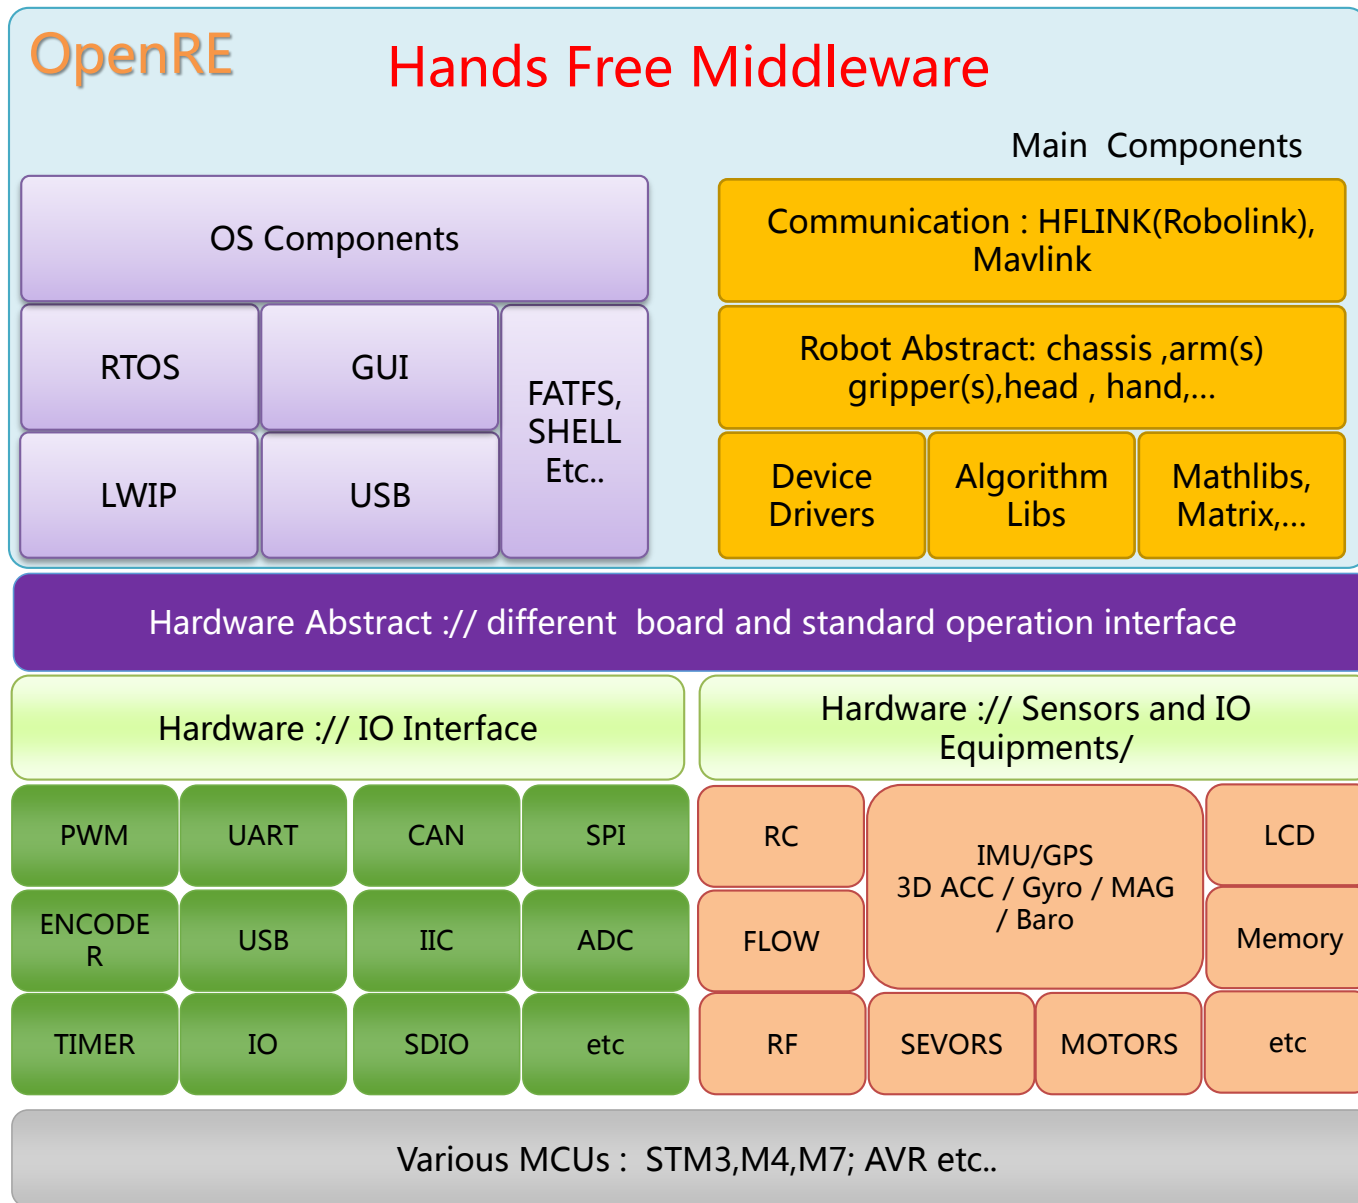 OpenRE
Hands Free Middleware
Main  Components
OS Components
RTOS
GUI
FATFS,
SHELL
Etc..
LWIP
USB
Communication : HFLINK(Robolink),
Mavlink
Robot Abstract: chassis ,arm(s)
gripper(s),head , hand,...
Device
Drivers
Algorithm
Libs
Mathlibs,
Matrix,...
Hardware Abstract :// different  board and standard operation interface
Hardware :// IO Interface
Hardware :// Sensors and IO
Equipments/
PWM
UART
CAN
SPI
ENCODE
R
USB
IIC
ADC
TIMER
IO
SDIO
etc
RC
IMU/GPS
3D ACC / Gyro / MAG
/ Baro
LCD
FLOW
Memory
RF
SEVORS
MOTORS
etc
Various MCUs :  STM3,M4,M7; AVR etc..